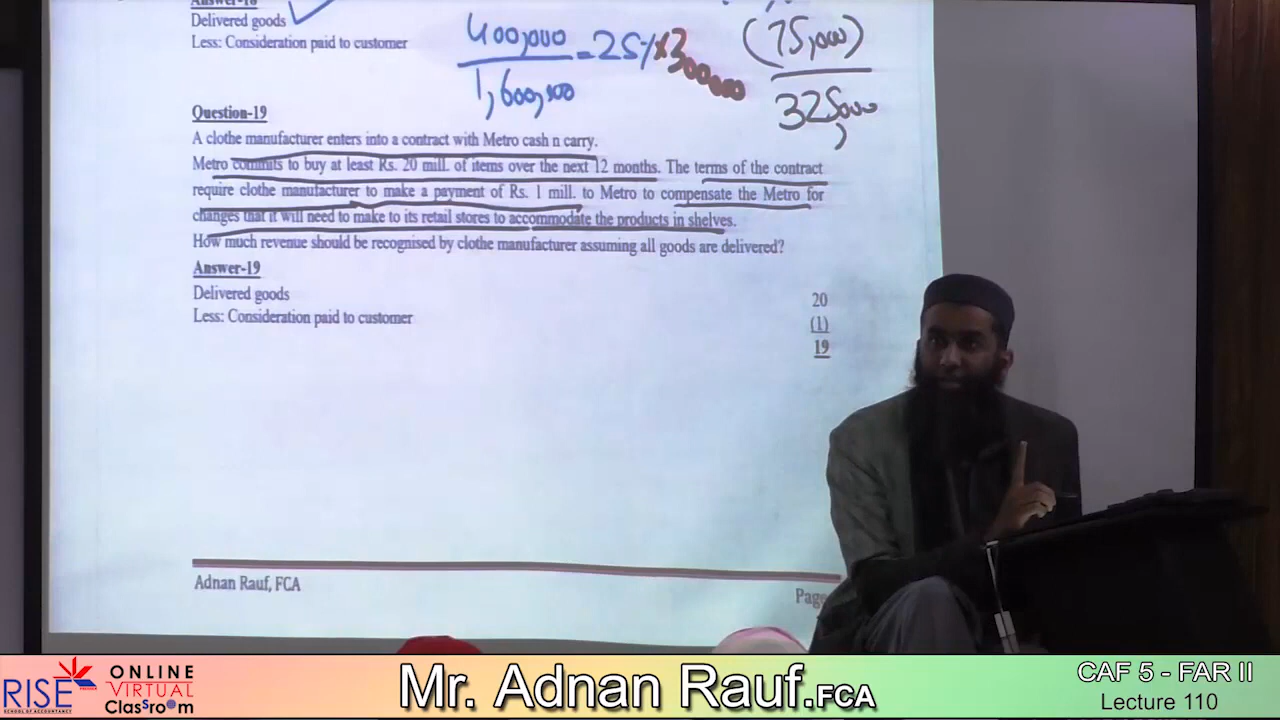 Delivered goods
Less: Consideration paid to customer
400,000
1,600,000
= 25%
(75,000)
325,000
Question-19
A clothe manufacturer enters into a contract with Metro cash n carry.
Metro commits to buy at least Rs. 20 mill. of items over the next 12 months. The terms of the contract
require clothe manufacturer to make a payment of Rs. 1 mill. to Metro to compensate the Metro for
changes that it will need to make to its retail stores to accommodate the products in shelves.
How much revenue should be recognised by clothe manufacturer assuming all goods are delivered?
Answer-19
Delivered goods 20
Less: Consideration paid to customer (1)
19
Adnan Rauf, FCA
Page
RISE
SCHOOL OF ACCOUNTANCY
ONLINE
VIRTUAL
Classroom
Mr. Adnan Rauf.FCA
CAF 5 - FAR II
Lecture 110